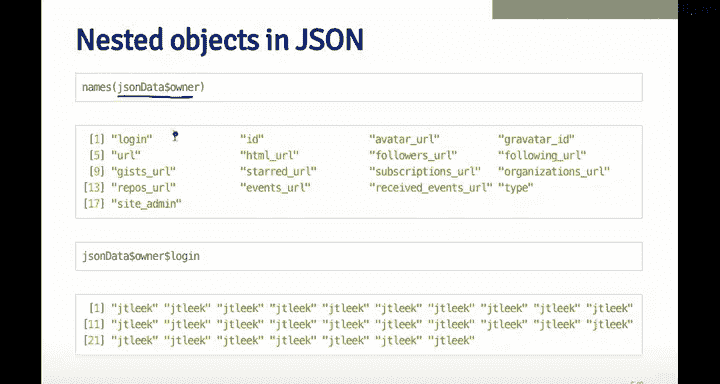 Nested objects in JSON
names(jsonData$owner)
[1] "login" "id" "avatar_url" "gravatar_id"
[5] "url" "html_url" "followers_url" "following_url"
[9] "gists_url" "starred_url" "subscriptions_url" "organizations_url"
[13] "repos_url" "events_url" "received_events_url" "type"
[17] "site_admin"
jsonData$owner$login
[1] "jtleek" "jtleek" "jtleek" "jtleek" "jtleek" "jtleek" "jtleek" "jtleek" "jtleek" "jtleek"
[11] "jtleek" "jtleek" "jtleek" "jtleek" "jtleek" "jtleek" "jtleek" "jtleek" "jtleek" "jtleek"
[21] "jtleek" "jtleek" "jtleek" "jtleek" "jtleek" "jtleek" "jtleek"